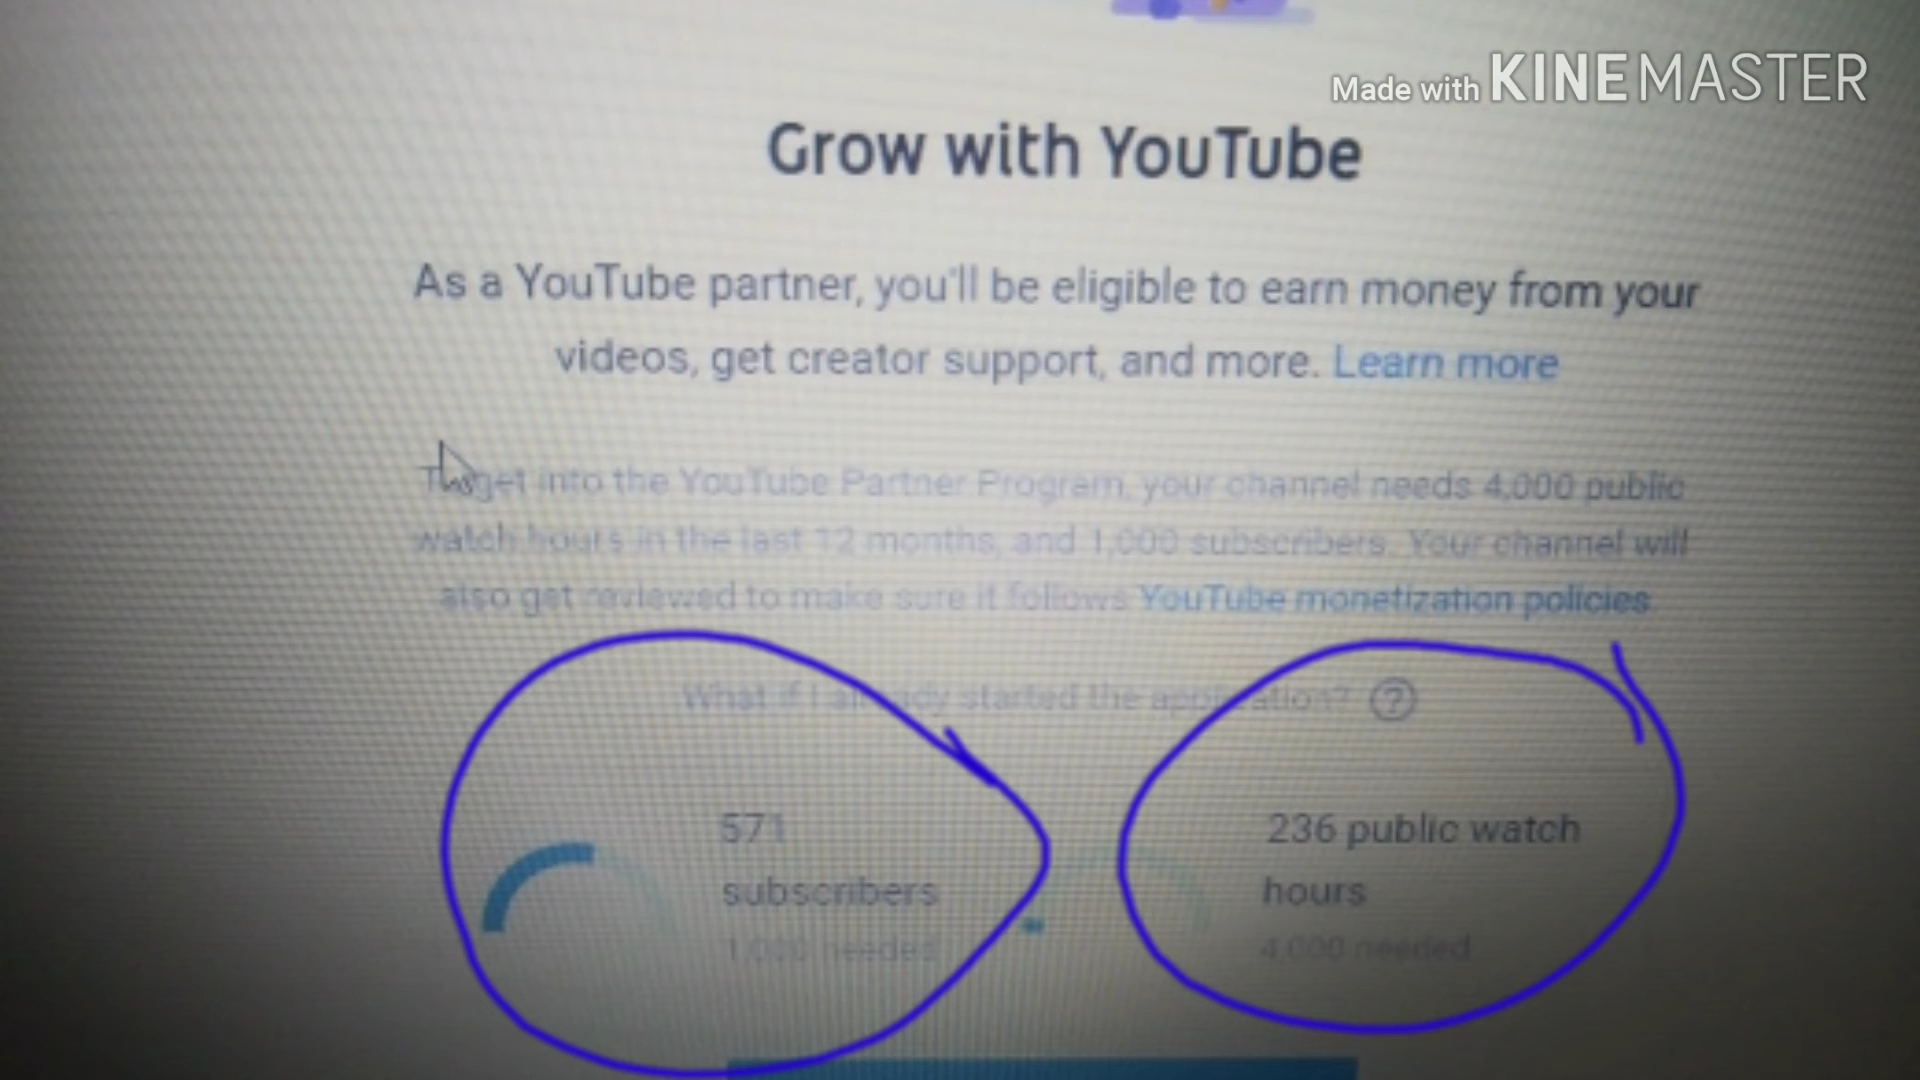 Made with KINEMASTER
Grow with YouTube
As a YouTube partner, you'll be eligible to earn money from your
videos, get creator support, and more. Learn more
To get into the YouTube Partner Program, your channel needs 4,000 public
watch hours in the last 12 months, and 1,000 subscribers. Your channel will
also get reviewed to make sure it follows YouTube monetization policies
What if I already started the application? ?
571
subscribers
1,000 needed
236 public watch
hours
4,000 needed